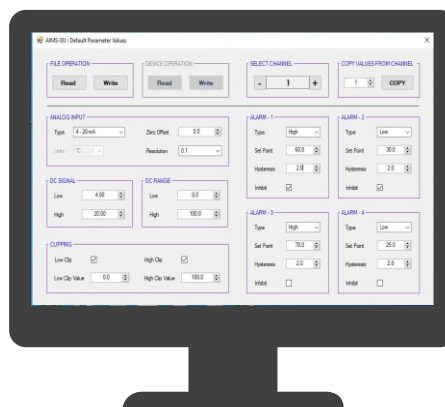 AIMS-8U : Default Parameter Values
FILE OPERATION
Read Write
DEVICE OPERATION
Read Write
SELECT CHANNEL
- 1 +
COPY VALUES FROM CHANNEL
1 COPY
ANALOG INPUT
Type 4 - 20 mA Zero Offset 0.0
Units °C Resolution 0.1
DC SIGNAL
Low 4.00
High 20.00
DC RANGE
Low 0.0
High 100.0
CLIPPING
Low Clip High Clip
Low Clip Value 0.0 High Clip Value 100.0
ALARM - 1
Type High
Set Point 60.0
Hysteresis 2.0
Inhibit
ALARM - 2
Type Low
Set Point 30.0
Hysteresis 2.0
Inhibit
ALARM - 3
Type High
Set Point 70.0
Hysteresis 2.0
Inhibit
ALARM - 4
Type Low
Set Point 25.0
Hysteresis 2.0
Inhibit